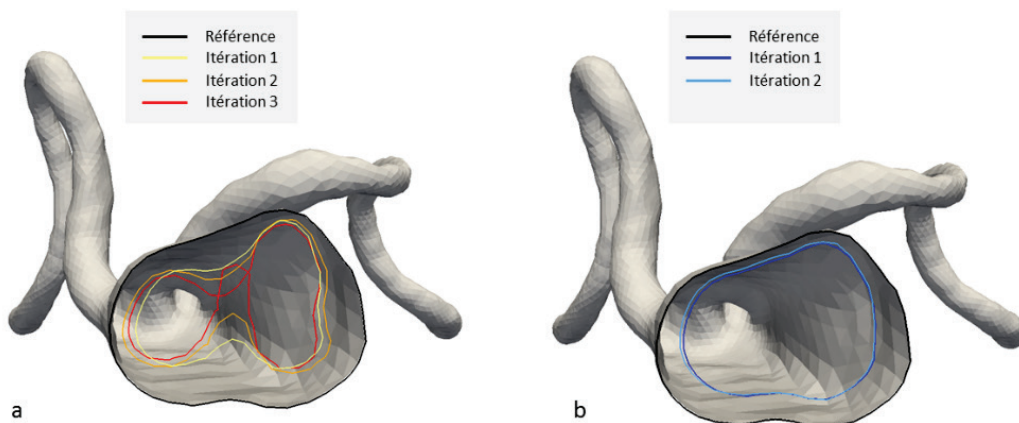 Référence
Itération 1
Itération 2
Itération 3
a
Référence
Itération 1
Itération 2
b